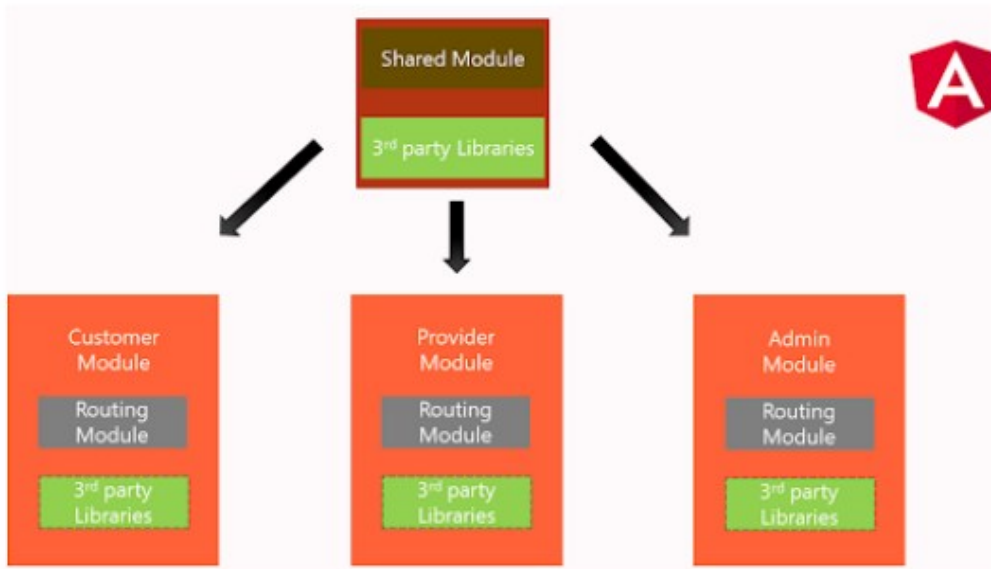 Shared Module
3rd party Libraries
Customer
Module
Routing
Module
3rd party
Libraries
Provider
Module
Routing
Module
3rd party
Libraries
Admin
Module
Routing
Module
3rd party
Libraries
A